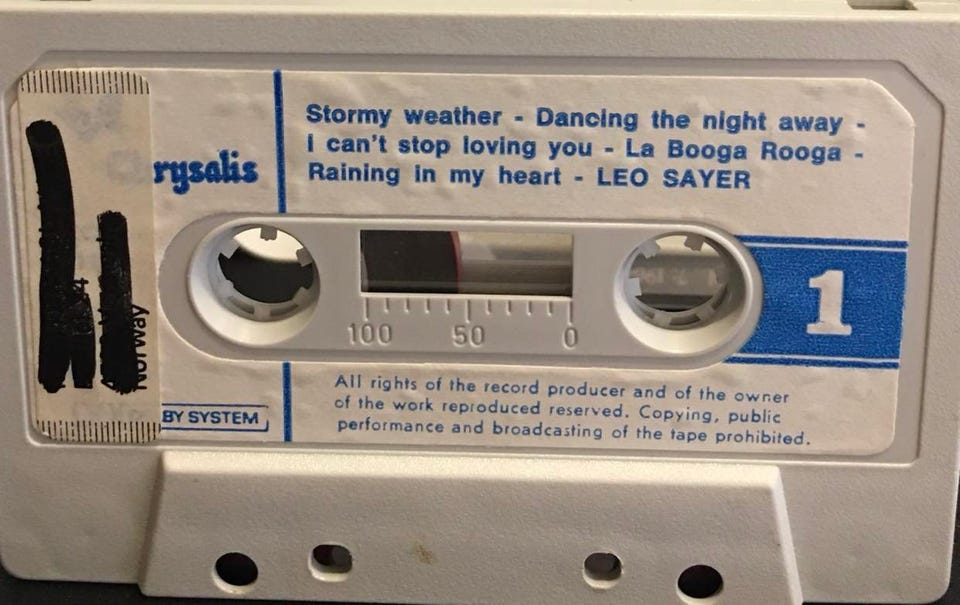 Stormy weather - Dancing the night away -
I can't stop loving you - La Booga Rooga -
Raining in my heart - LEO SAYER
rysalis
1
100 50 0
Norway
BY SYSTEM
All rights of the record producer and of the owner
of the work reproduced reserved. Copying, public
performance and broadcasting of the tape prohibited.